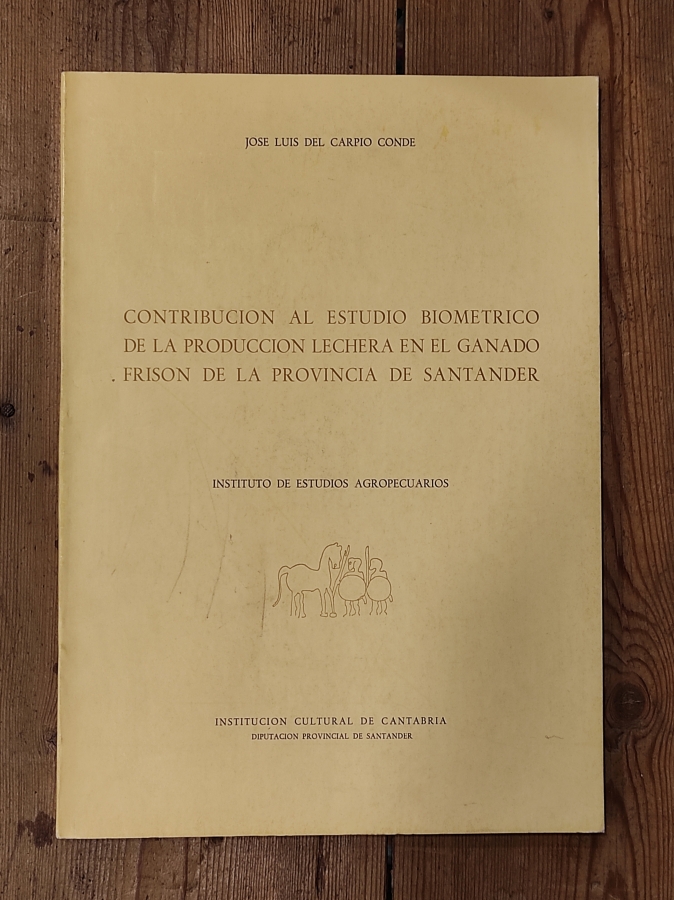 JOSE LUIS DEL CARPIO CONDE
CONTRIBUCION AL ESTUDIO BIOMETRICO
DE LA PRODUCCION LECHERA EN EL GANADO
FRISON DE LA PROVINCIA DE SANTANDER
INSTITUTO DE ESTUDIOS AGROPECUARIOS
INSTITUCION CULTURAL DE CANTABRIA
DIPUTACION PROVINCIAL DE SANTANDER